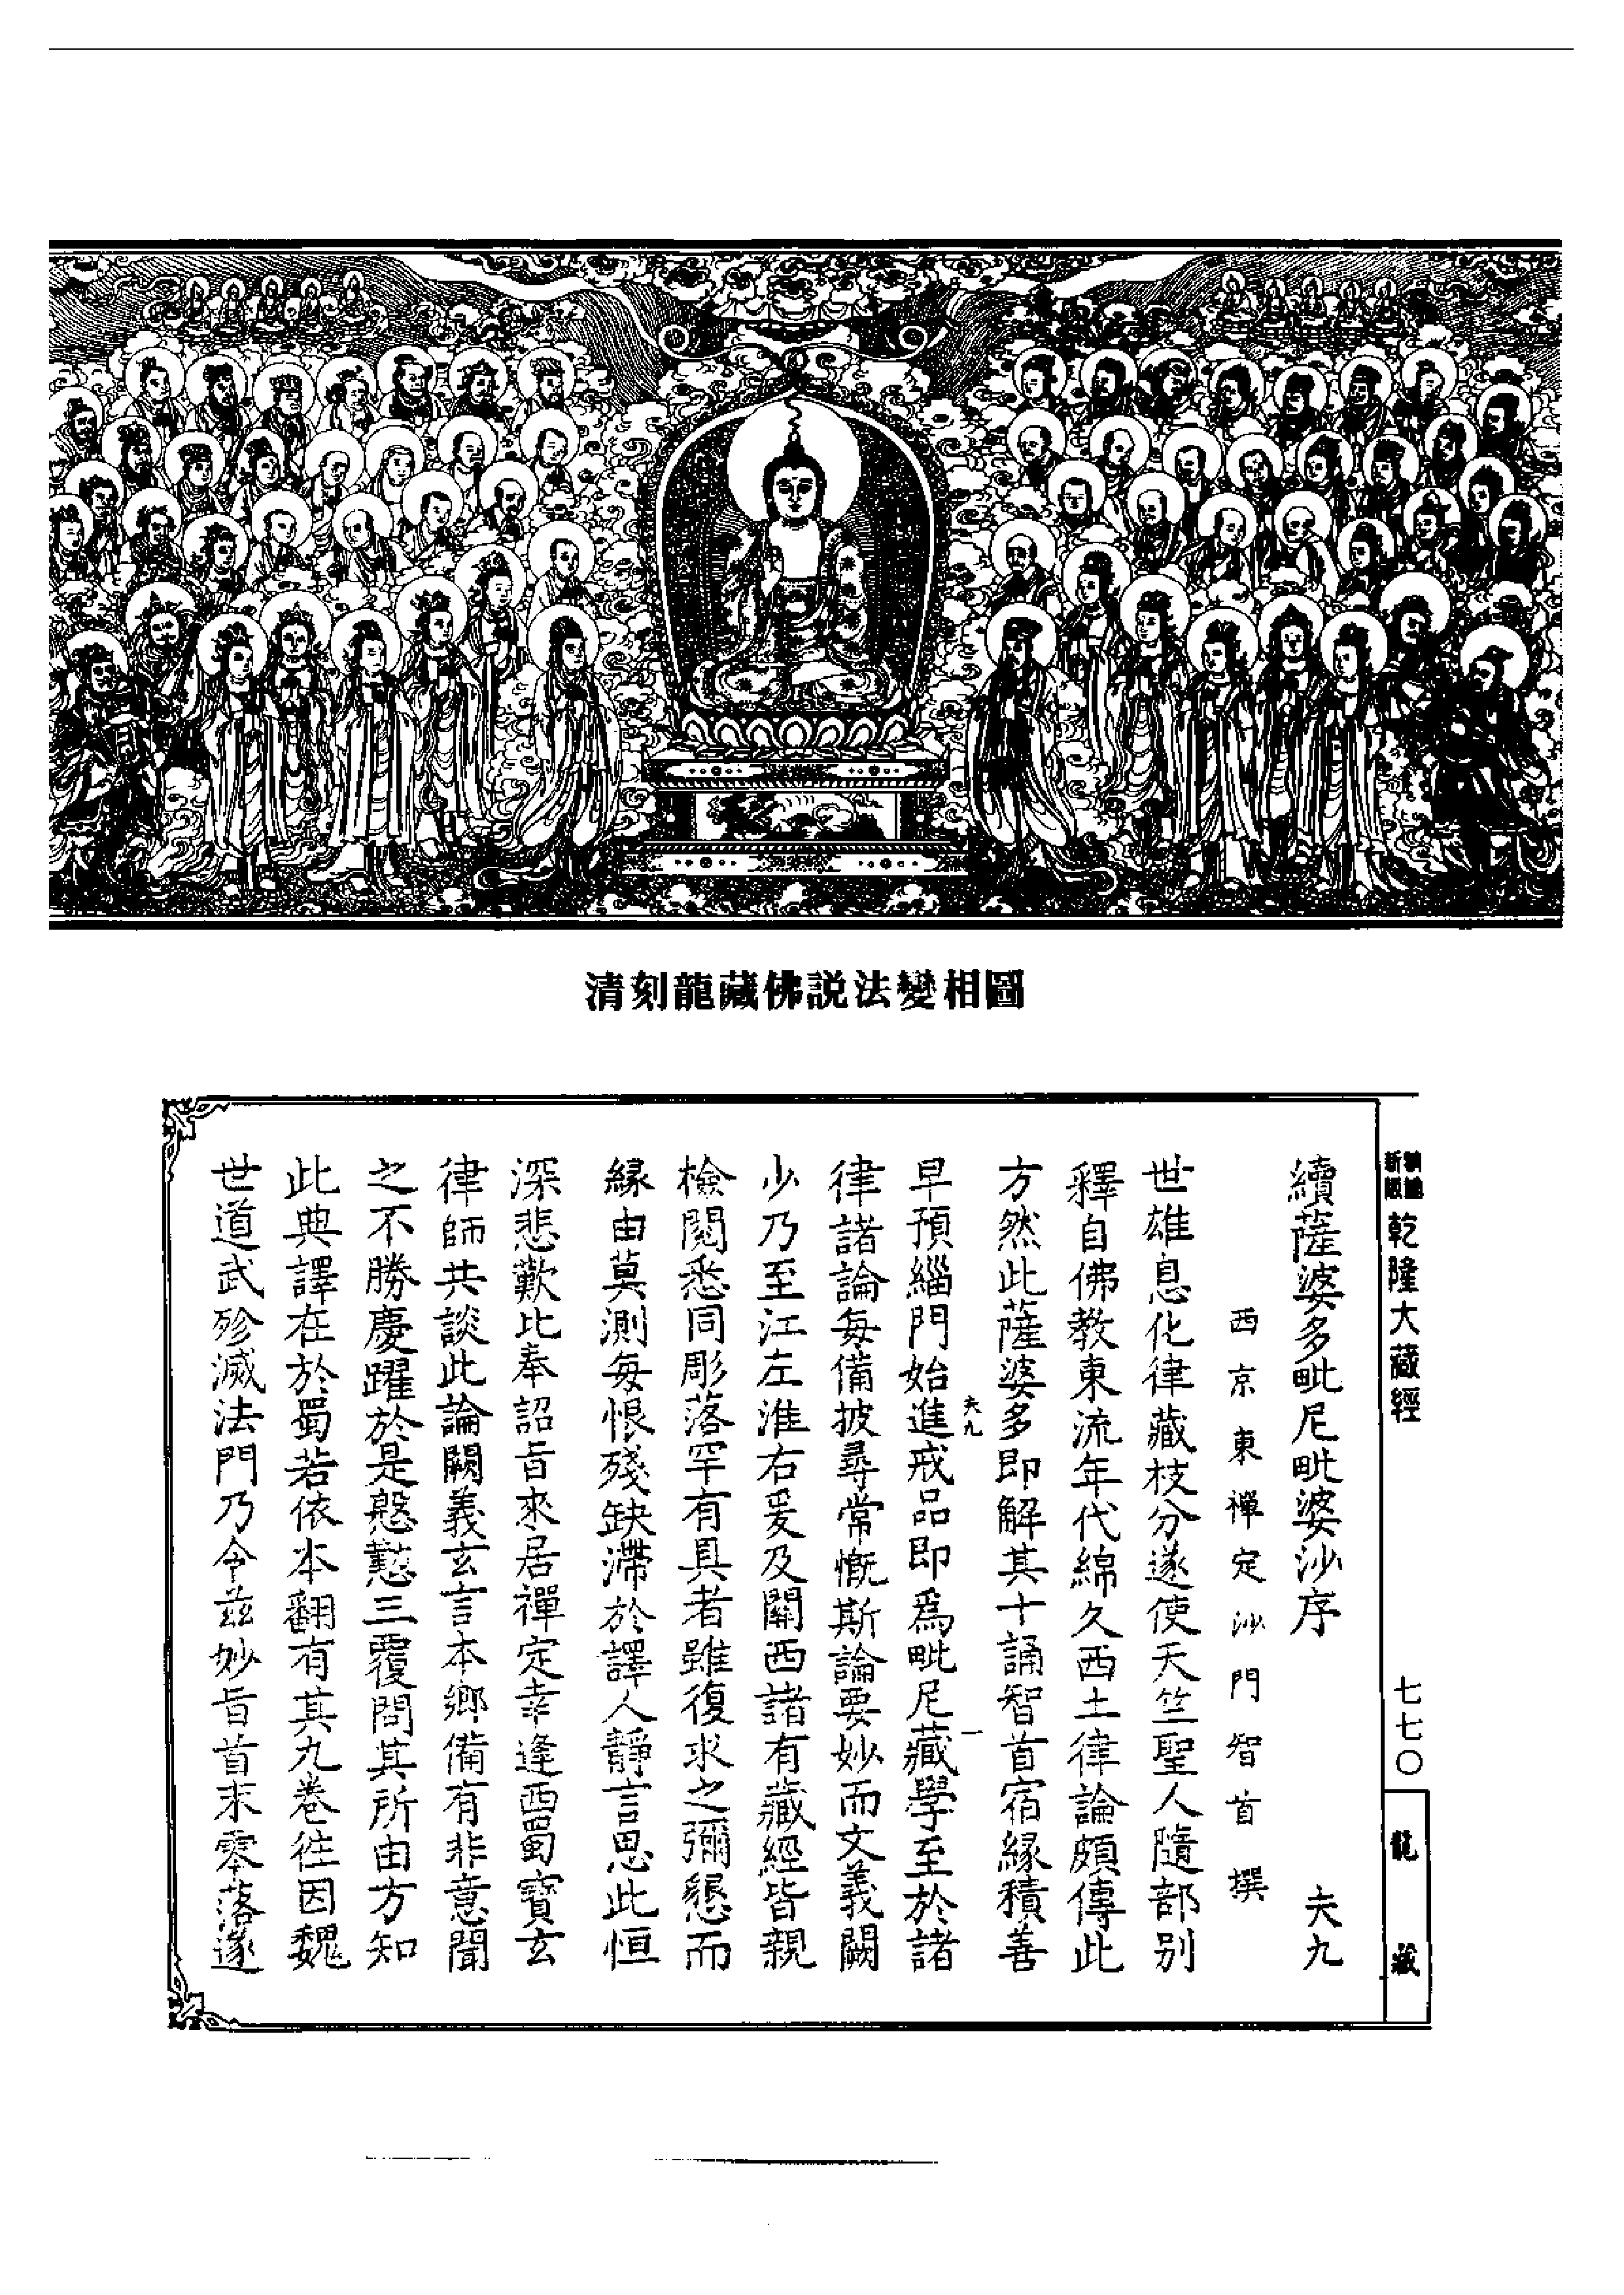 清刻龍藏佛説法變相圖
新版
乾隆大藏經
七七〇
龍藏
續薩婆多毗尼毗婆沙序
夫九
西京東禪定沙門智首撰
世雄息化律藏枝分遂使天竺聖人隨部別
釋自佛教東流年代綿久西土律論頗傳此
方然此薩婆多即解其十誦智首宿緣積善
夫九
一
早預緇門始進戒品即為毗尼藏學至於諸
律諸論每備披尋常慨斯論要妙而文義闕
少乃至江左淮右爰及關西諸有藏經皆親
檢閱悉同彫落罕有具者雖復求之彌懇而
緣由莫測每恨殘缺滯於譯人靜言思此恒
深悲歎比奉詔旨來居禪定幸逢西蜀寶玄
律師共談此論闕義玄言本鄉備有非意聞
之不勝慶躍於是慇懃三覆問其所由方知
此典譯在於蜀若依本翻有其九卷往因魏
世道武殄滅法門乃令茲妙旨首末零落遂